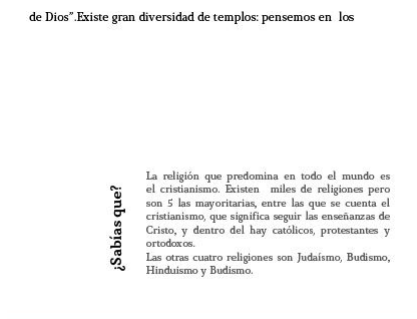 de Dios”.Existe gran diversidad de templos: pensemos en los
¿Sabías que?
La religión que predomina en todo el mundo es
el cristianismo. Existen miles de religiones pero
son 5 las mayoritarias, entre las que se cuenta el
cristianismo, que significa seguir las enseñanzas de
Cristo, y dentro del hay católicos, protestantes y
ortodoxos.
Las otras cuatro religiones son Judaísmo, Budismo,
Hinduismo y Budismo.